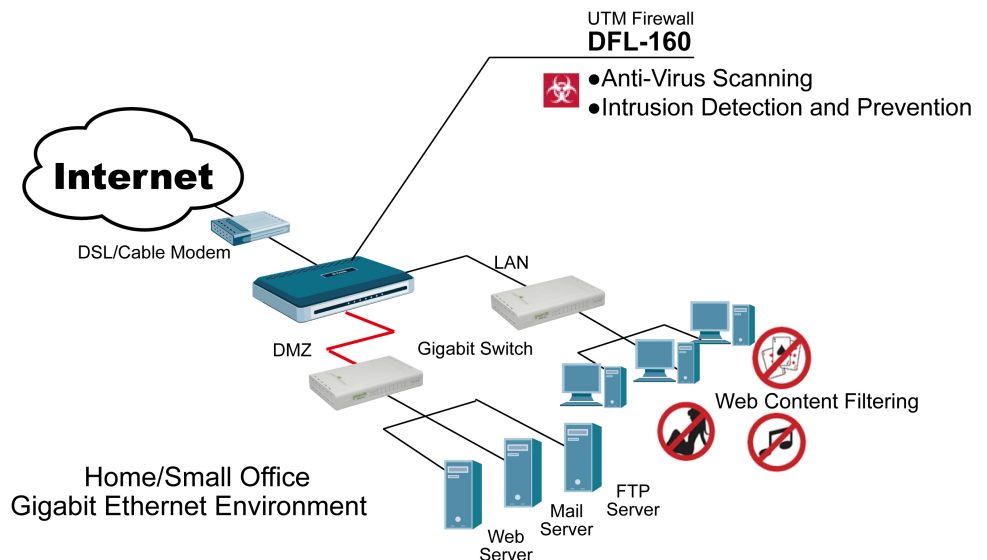 UTM Firewall
DFL-160
●Anti-Virus Scanning
●Intrusion Detection and Prevention
Internet
DSL/Cable Modem
LAN
DMZ
Gigabit Switch
Web Content Filtering
Home/Small Office
Gigabit Ethernet Environment
FTP
Server
Mail
Server
Web
Server